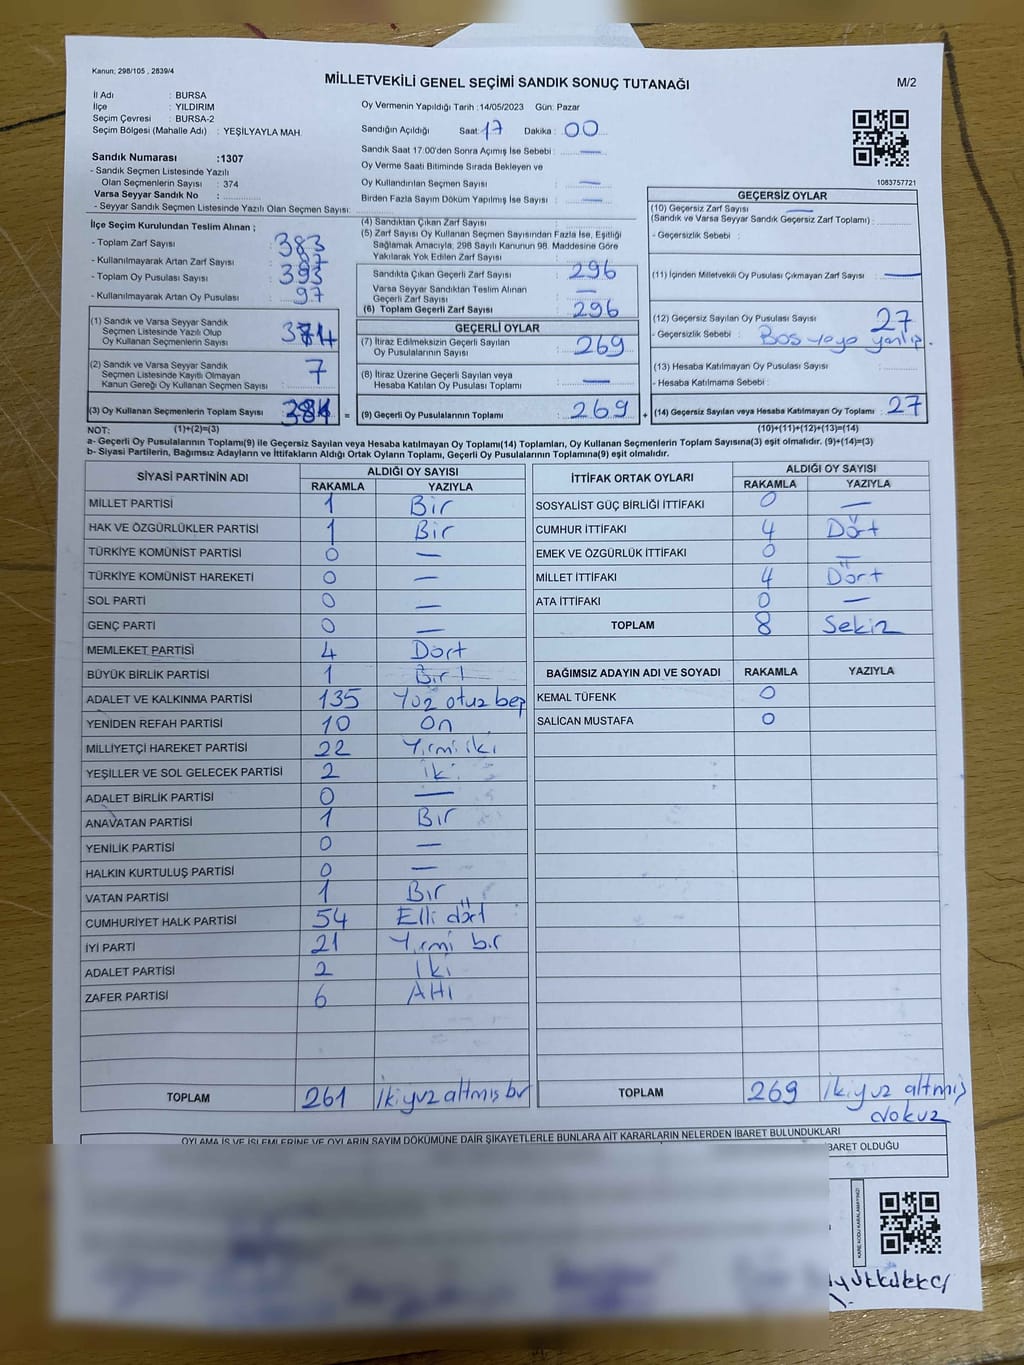 Kanun; 298/105 , 2839/4
MİLLETVEKİLİ GENEL SEÇİMİ SANDIK SONUÇ TUTANAĞI
M/2
İl Adı : BURSA
İlçe : YILDIRIM
Seçim Çevresi : BURSA-2
Seçim Bölgesi (Mahalle Adı) : YEŞİLYAYLA MAH.
Oy Vermenin Yapıldığı Tarih :14/05/2023 Gün: Pazar
Sandığın Açıldığı Saat: 17 Dakika : 00
Sandık Saat 17.00'den Sonra Açımış İse Sebebi : —
Oy Verme Saati Bitiminde Sırada Bekleyen ve
Oy Kullandırılan Seçmen Sayısı : —
Birden Fazla Sayım Döküm Yapılmış İse Sayısı : —
1083757721
Sandık Numarası :1307
- Sandık Seçmen Listesinde Yazılı
Olan Seçmenlerin Sayısı : 374
Varsa Seyyar Sandık No :
- Seyyar Sandık Seçmen Listesinde Yazılı Olan Seçmen Sayısı:
İlçe Seçim Kurulundan Teslim Alınan ;
- Toplam Zarf Sayısı : 383
- Kullanılmayarak Artan Zarf Sayısı : 87
- Toplam Oy Pusulası Sayısı : 393
- Kullanılmayarak Artan Oy Pusulası : 97
(1) Sandık ve Varsa Seyyar Sandık
Seçmen Listesinde Yazılı Olup
Oy Kullanan Seçmenlerin Sayısı :
(2) Sandık ve Varsa Seyyar Sandık
Seçmen Listesinde Kayıtlı Olmayan
Kanun Gereği Oy Kullanan Seçmen Sayısı : 7
(3) Oy Kullanan Seçmenlerin Toplam Sayısı : =
(4) Sandıktan Çıkan Zarf Sayısı :
(5) Zarf Sayısı Oy Kullanan Seçmen Sayısından Fazla İse, Eşitliği
Sağlamak Amacıyla; 298 Sayılı Kanunun 98. Maddesine Göre
Yakılarak Yok Edilen Zarf Sayısı :
Sandıkta Çıkan Geçerli Zarf Sayısı : 296
Varsa Seyyar Sandıktan Teslim Alınan
Geçerli Zarf Sayısı : —
(6) Toplam Geçerli Zarf Sayısı : 296
GEÇERLİ OYLAR
(7) İtiraz Edilmeksizin Geçerli Sayılan
Oy Pusulalarının Sayısı : 269
(8) İtiraz Üzerine Geçerli Sayılan veya
Hesaba Katılan Oy Pusulası Toplamı : —
(9) Geçerli Oy Pusulalarının Toplamı : 269 +
GEÇERSİZ OYLAR
(10) Geçersiz Zarf Sayısı —
(Sandık ve Varsa Seyyar Sandık Geçersiz Zarf Toplamı) :
- Geçersizlik Sebebi :
(11) İçinden Milletvekili Oy Pusulası Çıkmayan Zarf Sayısı : —
(12) Geçersiz Sayılan Oy Pusulası Sayısı : 27
- Geçersizlik Sebebi : Bos veya
(13) Hesaba Katılmayan Oy Pusulası Sayısı :
- Hesaba Katılmama Sebebi :
(14) Geçersiz Sayılan veya Hesaba Katılmayan Oy Toplamı : 27
NOT: (1)+(2)=(3) (10)+(11)+(12)+(13)=(14)
a- Geçerli Oy Pusulalarının Toplamı(9) ile Geçersiz Sayılan veya Hesaba katılmayan Oy Toplamı(14) Toplamları, Oy Kullanan Seçmenlerin Toplam Sayısına(3) eşit olmalıdır. (9)+(14)=(3)
b- Siyasi Partilerin, Bağımsız Adayların ve İttifakların Aldığı Ortak Oyların Toplamı, Geçerli Oy Pusulalarının Toplamına(9) eşit olmalıdır.
SİYASİ PARTİNİN ADI ALDIĞI OY SAYISI
RAKAMLA YAZIYLA
MİLLET PARTİSİ 1 Bir
HAK VE ÖZGÜRLÜKLER PARTİSİ 1 Bir
TÜRKİYE KOMÜNİST PARTİSİ 0 —
TÜRKİYE KOMÜNİST HAREKETİ 0 —
SOL PARTİ 0 —
GENÇ PARTİ 0 —
MEMLEKET PARTİSİ 4 Dört
BÜYÜK BİRLİK PARTİSİ 1 Bir
ADALET VE KALKINMA PARTİSİ 135 Yüz otuz beş
YENİDEN REFAH PARTİSİ 10 On
MİLLİYETÇİ HAREKET PARTİSİ 22 Yirmi iki
YEŞİLLER VE SOL GELECEK PARTİSİ 2 iki
ADALET BİRLİK PARTİSİ 0 —
ANAVATAN PARTİSİ 1 Bir
YENİLİK PARTİSİ 0 —
HALKIN KURTULUŞ PARTİSİ 0 —
VATAN PARTİSİ 1 Bir
CUMHURİYET HALK PARTİSİ 54 Elli dört
İYİ PARTİ 21 Yirmi bir
ADALET PARTİSİ 2 İki
ZAFER PARTİSİ 6 Altı
TOPLAM 261 İkiyüz altmış bir
İTTİFAK ORTAK OYLARI ALDIĞI OY SAYISI
RAKAMLA YAZIYLA
SOSYALİST GÜÇ BİRLİĞİ İTTİFAKI 0 —
CUMHUR İTTİFAKI 4 Dört
EMEK VE ÖZGÜRLÜK İTTİFAKI 0 —
MİLLET İTTİFAKI 4 Dört
ATA İTTİFAKI 0 —
TOPLAM 8 Sekiz
BAĞIMSIZ ADAYIN ADI VE SOYADI RAKAMLA YAZIYLA
KEMAL TÜFENK 0
SALİCAN MUSTAFA 0
TOPLAM 269 İkiyüz altmış
dokuz
OYLAMA İŞ VE İŞLEMLERİNE VE OYLARIN SAYIM DÖKÜMÜNE DAİR ŞİKAYETLERLE BUNLARA AİT KARARLARIN NELERDEN İBARET BULUNDUKLARI
BARET OLDUĞU
KARE KODU KARALAMAYINIZ!